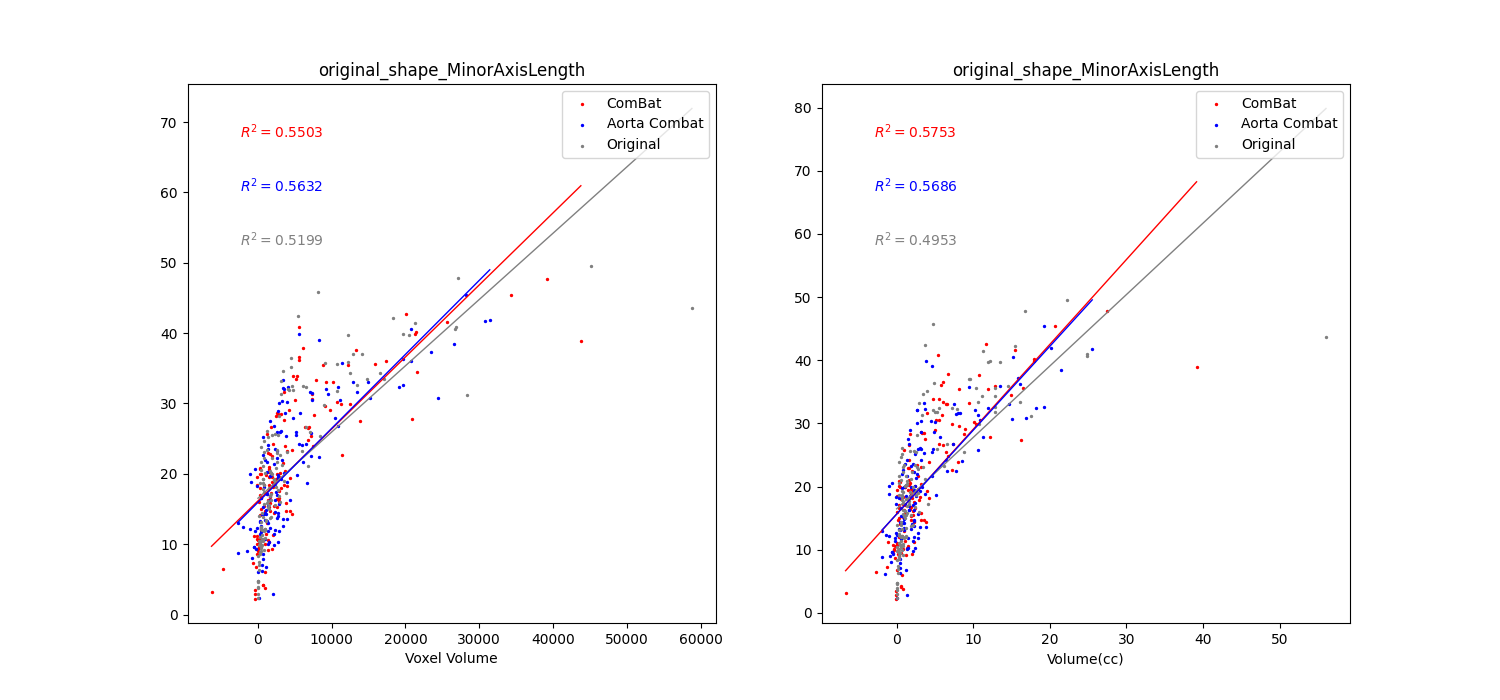 original_shape_MinorAxisLength
70
60
50
40
30
20
10
0
R² = 0.5503
R² = 0.5632
R² = 0.5199
ComBat
Aorta Combat
Original
0 10000 20000 30000 40000 50000 60000
Voxel Volume
original_shape_MinorAxisLength
80
70
60
50
40
30
20
10
0
R² = 0.5753
R² = 0.5686
R² = 0.4953
ComBat
Aorta Combat
Original
0 10 20 30 40 50
Volume(cc)